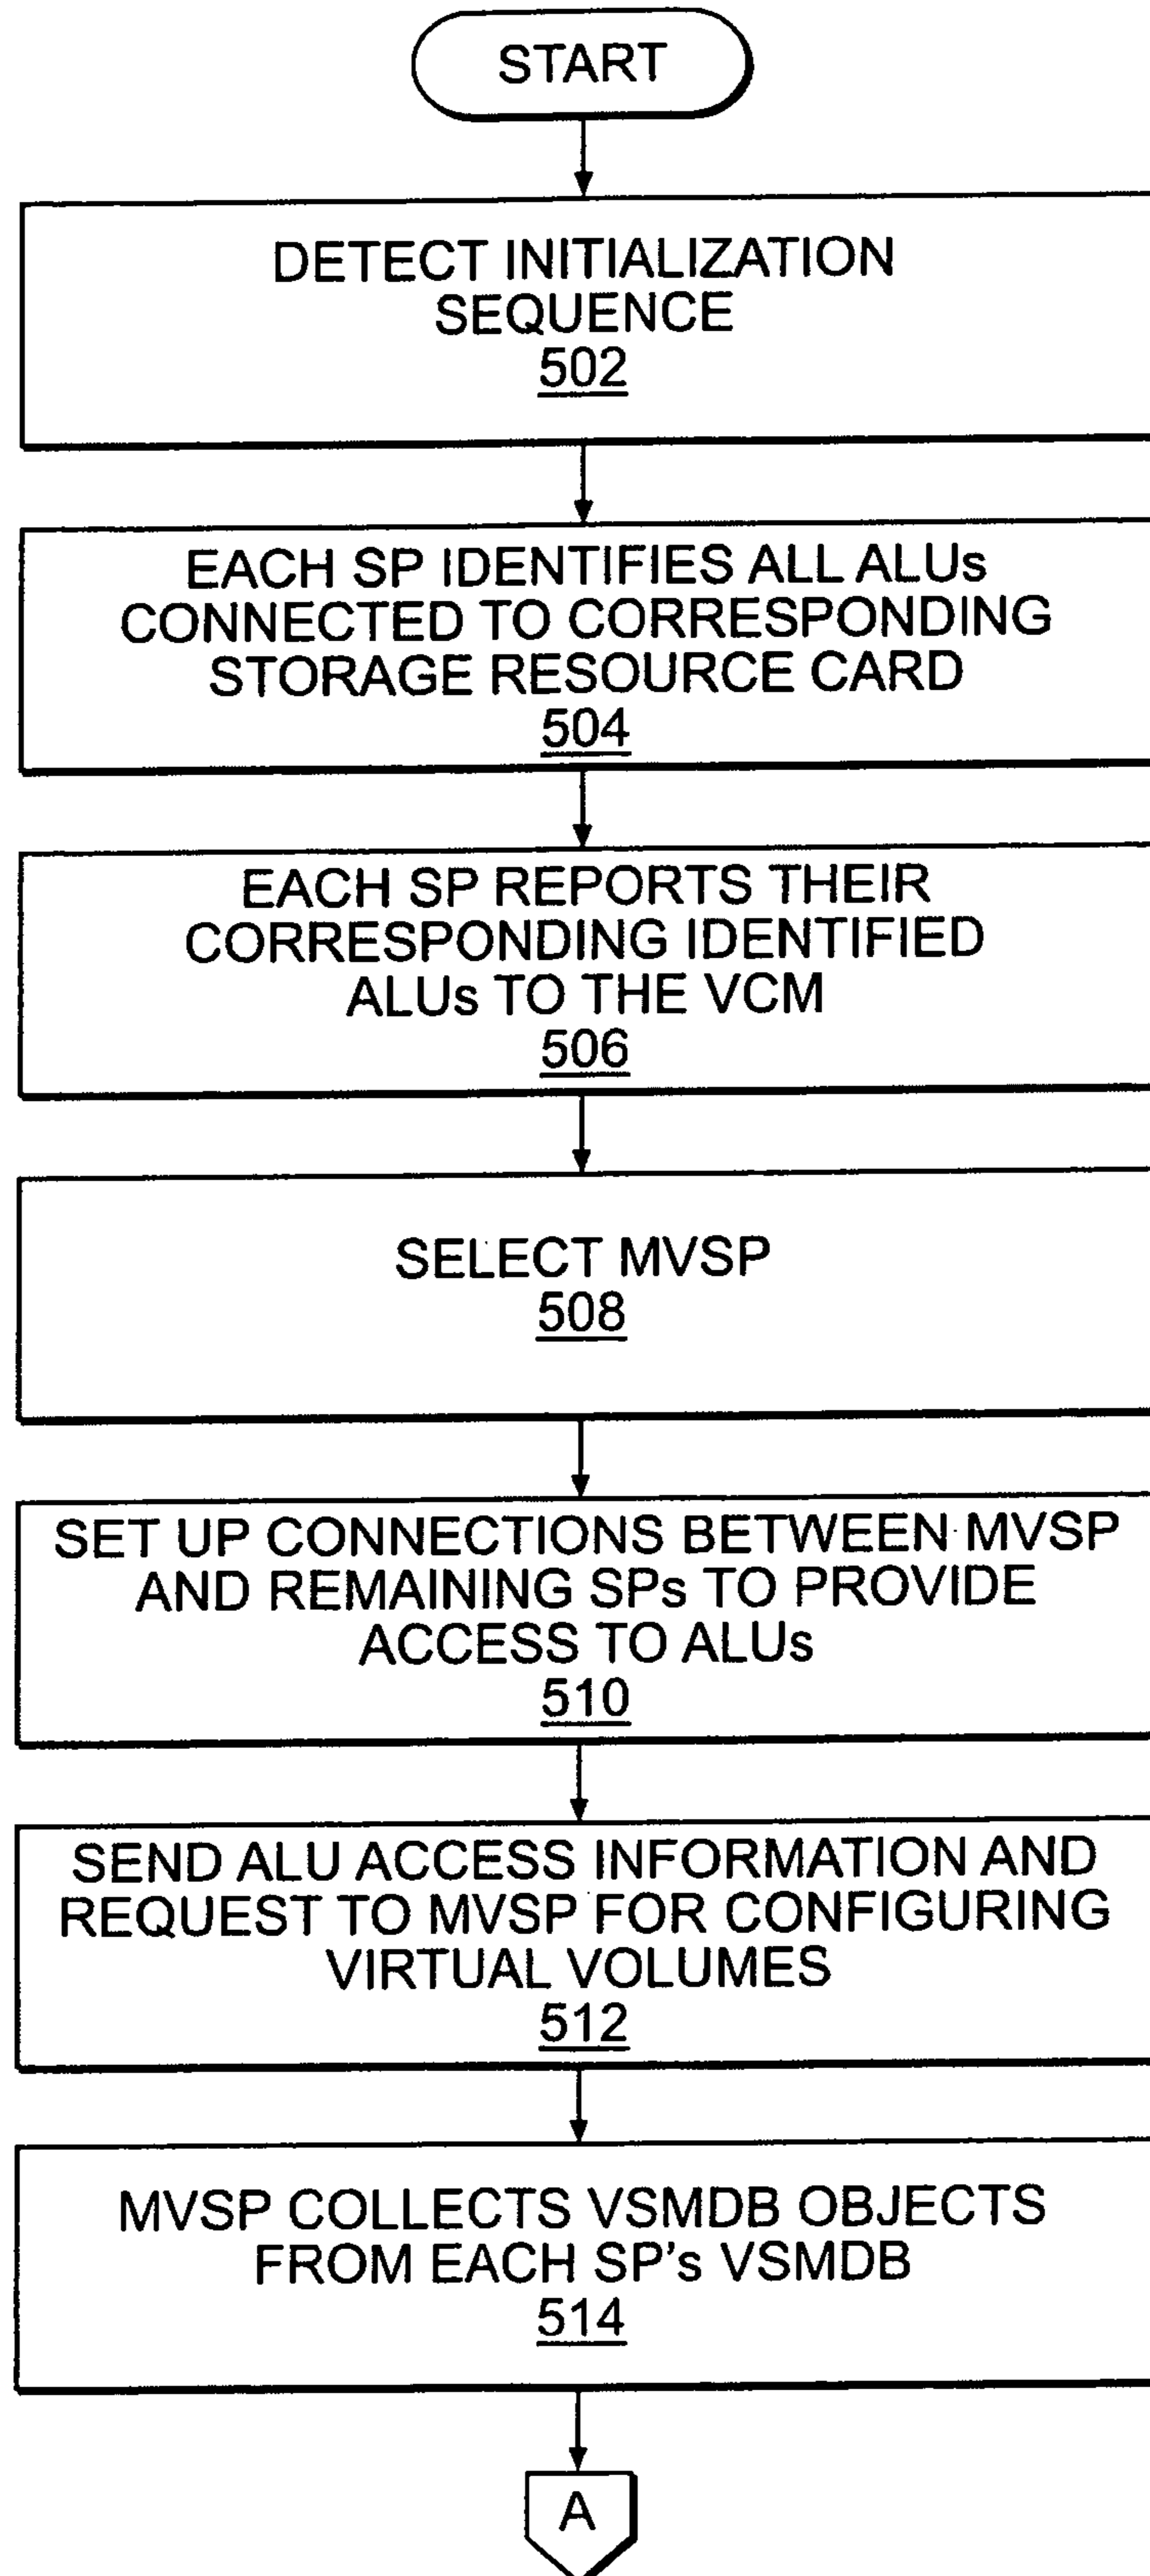 START
DETECT INITIALIZATION
SEQUENCE
502
EACH SP IDENTIFIES ALL ALUs
CONNECTED TO CORRESPONDING
STORAGE RESOURCE CARD
504
EACH SP REPORTS THEIR
CORRESPONDING IDENTIFIED
ALUs TO THE VCM
506
SELECT MVSP
508
SET UP CONNECTIONS BETWEEN MVSP
AND REMAINING SPs TO PROVIDE
ACCESS TO ALUs
510
SEND ALU ACCESS INFORMATION AND
REQUEST TO MVSP FOR CONFIGURING
VIRTUAL VOLUMES
512
MVSP COLLECTS VSMDB OBJECTS
FROM EACH SP's VSMDB
514
A